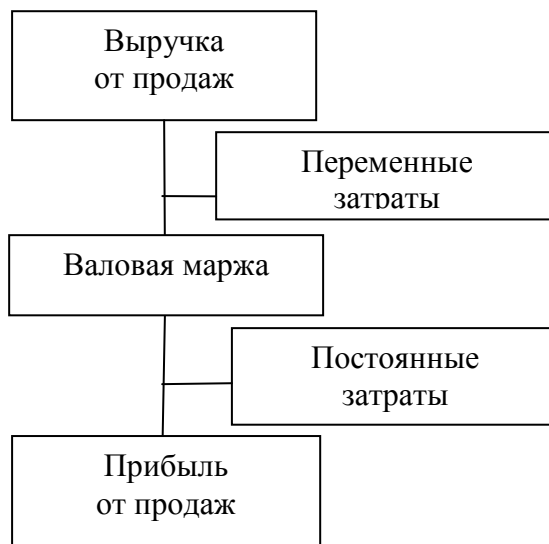 Выручка
от продаж
Переменные
затраты
Валовая маржа
Постоянные
затраты
Прибыль
от продаж